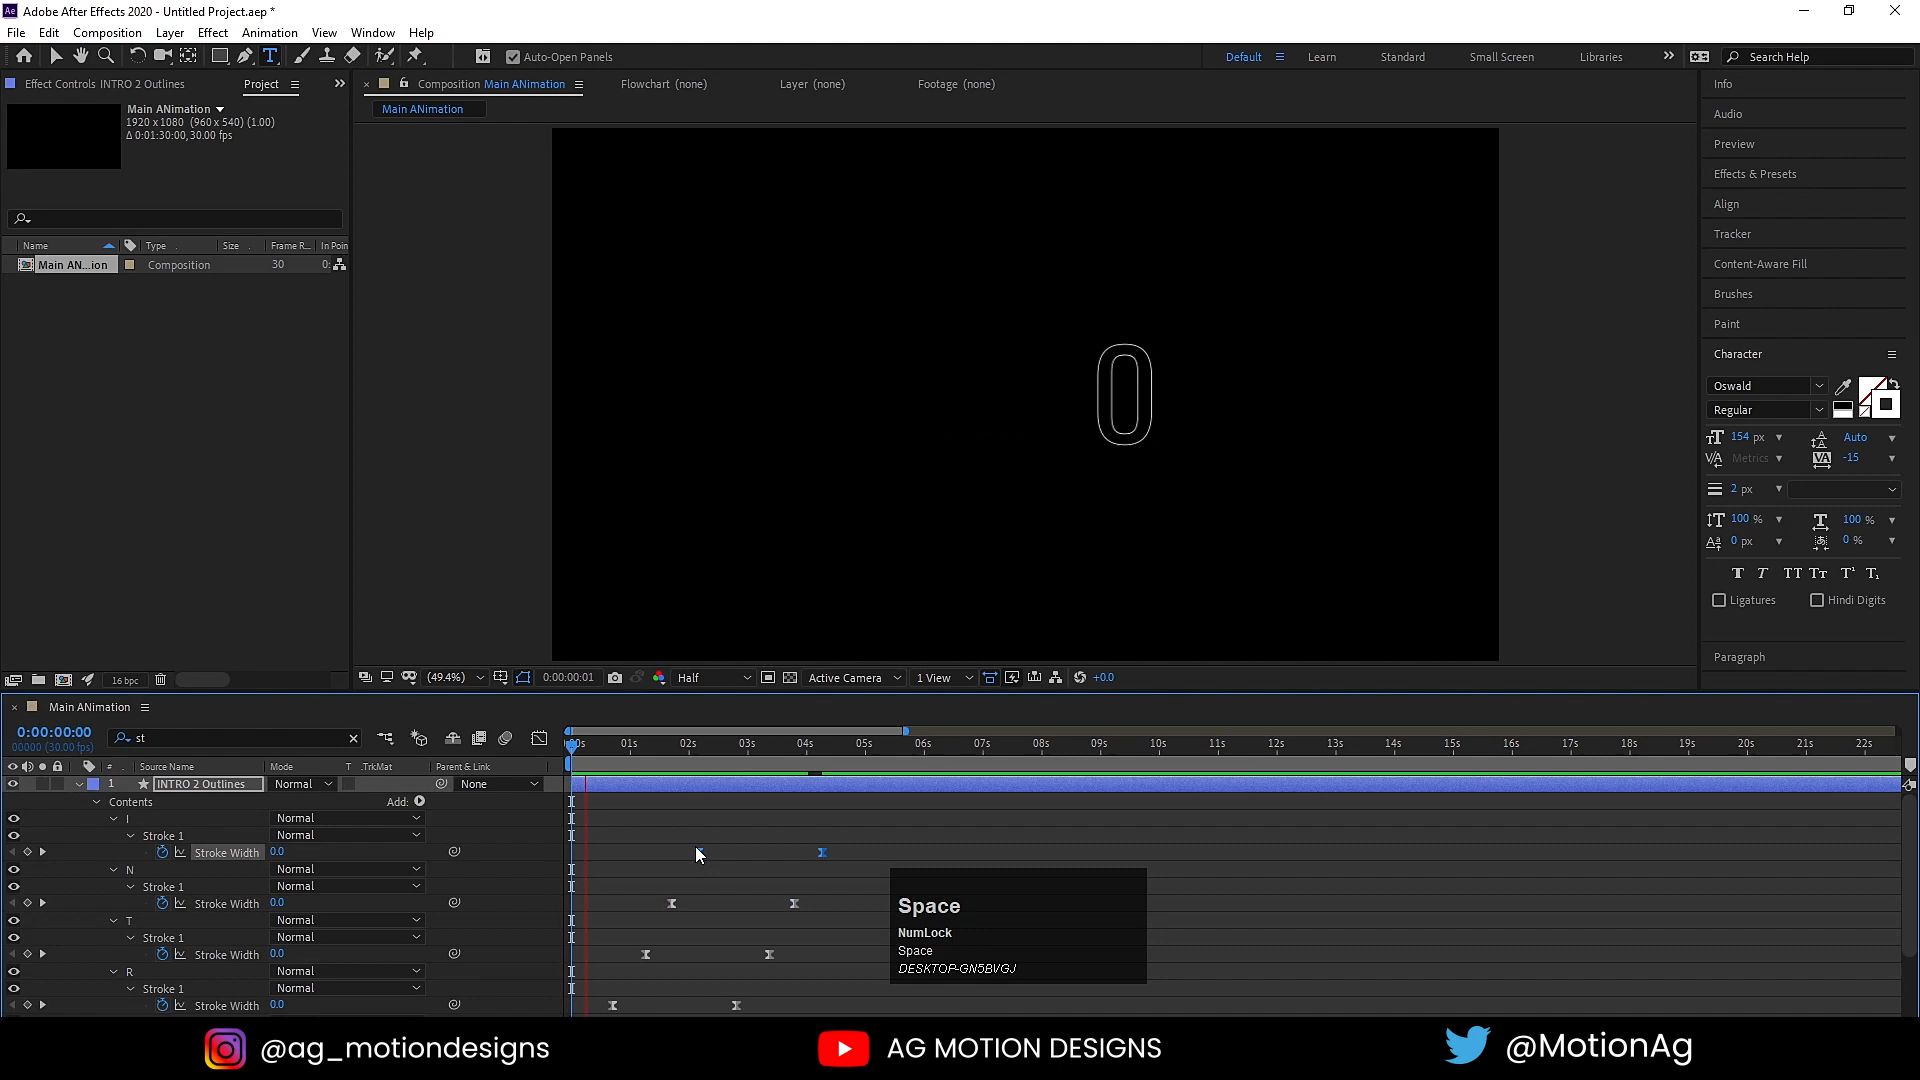 Ae Adobe After Effects 2020 - Untitled Project.aep *
File Edit Composition Layer Effect Animation View Window Help
Auto-Open Panels Default Learn Standard Small Screen Libraries Search Help
Effect Controls INTRO 2 Outlines Project
Composition Main ANimation Flowchart (none) Layer (none) Footage (none)
Main ANimation
Main ANimation
1920 x 1080 (960 x 540) (1.00)
Δ 0:01:30:00, 30.00 fps
Name Type Size Frame R... In Poin
Main AN...ion Composition 30 0:
16 bpc
0
(49.4%) 0:00:00:01 Half Active Camera 1 View +0.0
Info
Audio
Preview
Effects & Presets
Align
Tracker
Content-Aware Fill
Brushes
Paint
Character
Oswald
Regular
154 px Auto
Metrics -15
2 px
100 % 100 %
0 px 0 %
T T TT Tт T¹ T₁
Ligatures Hindi Digits
Paragraph
Main ANimation
0:00:00:00 st
00000 (30.00 fps)
:00s 01s 02s 03s 04s 05s 06s 07s 08s 09s 10s 11s 12s 13s 14s 15s 16s 17s 18s 19s 20s 21s 22s
# Source Name Mode T .TrkMat Parent & Link
1 INTRO 2 Outlines Normal None
Contents Add:
I Normal
Stroke 1 Normal
Stroke Width 0.0
N Normal
Stroke 1 Normal
Stroke Width 0.0
T Normal
Stroke 1 Normal
Stroke Width 0.0
R Normal
Stroke 1 Normal
Stroke Width 0.0
Space
NumLock
Space
DESKTOP-GN5BVGJ
@ag_motiondesigns AG MOTION DESIGNS @MotionAg